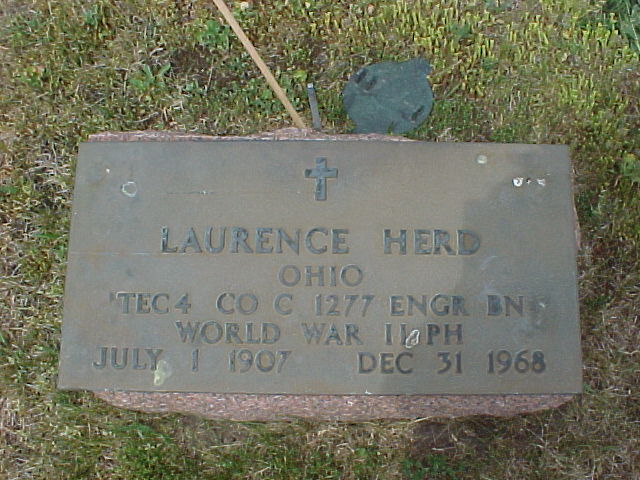 LAURENCE HERD
OHIO
TEC4 CO C 1277 ENGR BN
WORLD WAR II PH
JULY 1 1907 DEC 31 1968